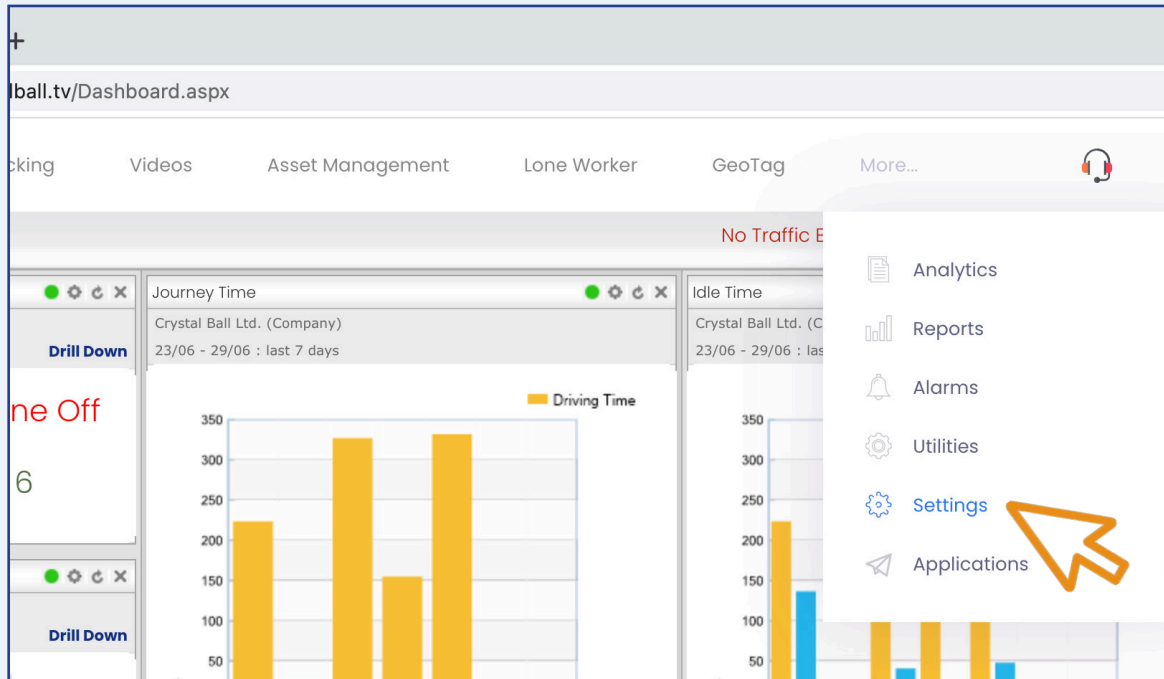 +
lball.tv/Dashboard.aspx
cking Videos Asset Management Lone Worker GeoTag More...
No Traffic E
Analytics
Reports
Alarms
Utilities
Settings
Applications
Drill Down
ne Off
6
Drill Down
Journey Time
Crystal Ball Ltd. (Company)
23/06 - 29/06 : last 7 days
Driving Time
350
300
250
200
150
100
50
Idle Time
Crystal Ball Ltd. (C
23/06 - 29/06 : las
350
300
250
200
150
100
50